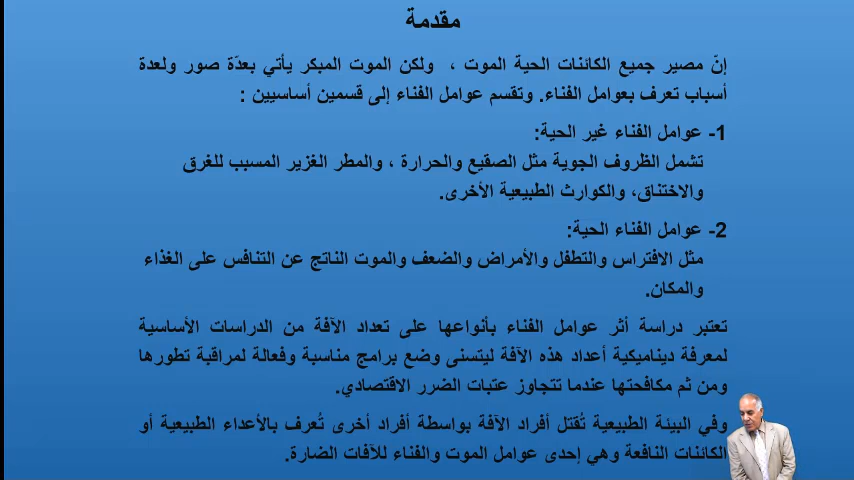 مقدمة
إنّ مصير جميع الكائنات الحية الموت ، ولكن الموت المبكر يأتي بعدّة صور ولعدة
أسباب تعرف بعوامل الفناء. وتقسم عوامل الفناء إلى قسمين أساسيين :
1- عوامل الفناء غير الحية:
تشمل الظروف الجوية مثل الصقيع والحرارة ، والمطر الغزير المسبب للغرق
والاختناق، والكوارث الطبيعية الأخرى.
2- عوامل الفناء الحية:
مثل الافتراس والتطفل والأمراض والضعف والموت الناتج عن التنافس على الغذاء
والمكان.
تعتبر دراسة أثر عوامل الفناء بأنواعها على تعداد الآفة من الدراسات الأساسية
لمعرفة ديناميكية أعداد هذه الآفة ليتسنى وضع برامج مناسبة وفعالة لمراقبة تطورها
ومن ثم مكافحتها عندما تتجاوز عتبات الضرر الاقتصادي.
وفي البيئة الطبيعية تُقتل أفراد الآفة بواسطة أفراد أخرى تُعرف بالأعداء الطبيعية أو
الكائنات النافعة وهي إحدى عوامل الموت والفناء للآفات الضارة.